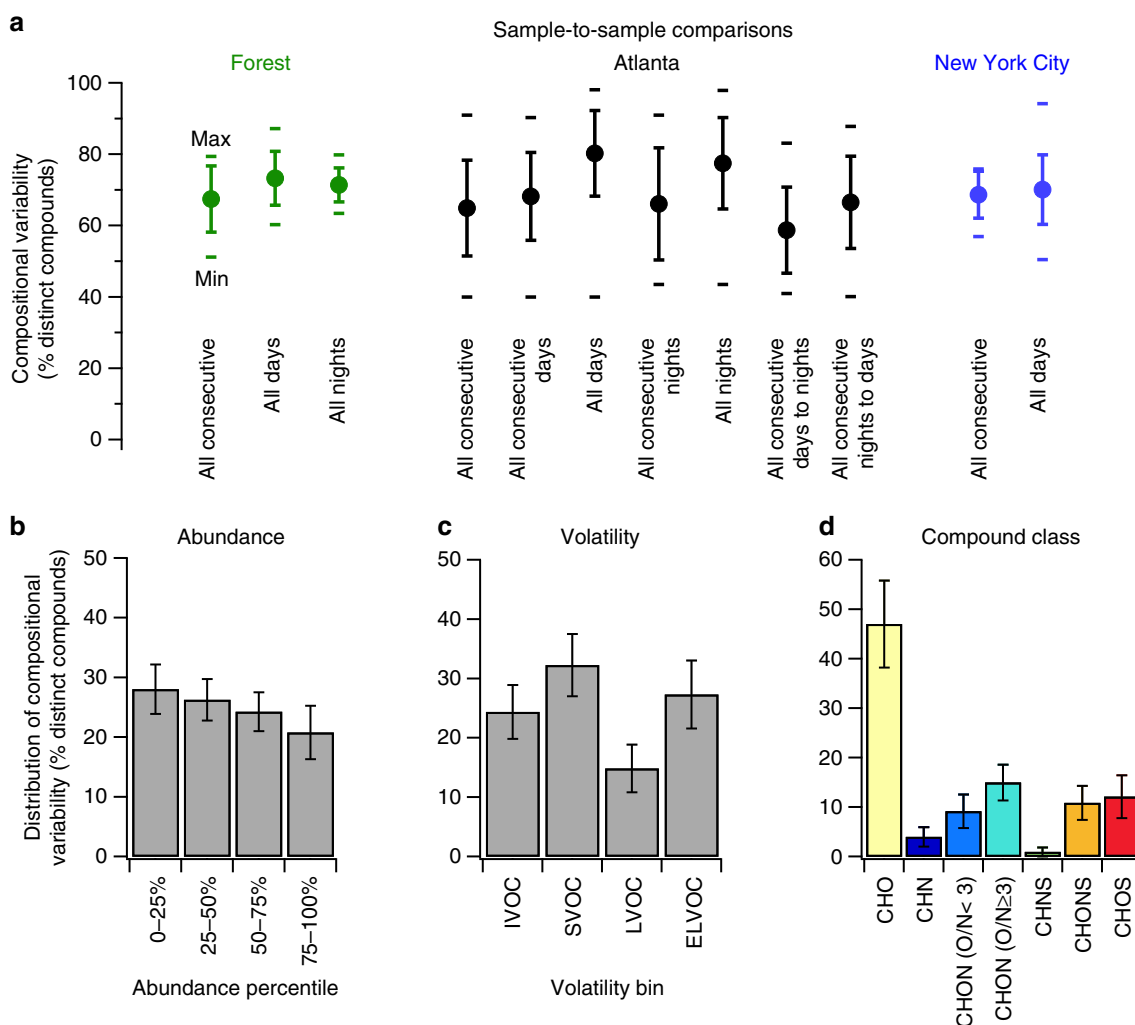 a
Sample-to-sample comparisons
Forest
Atlanta
New York City
Compositional variability
(% distinct compounds)
100
80
60
40
20
0
Max
Min
All consecutive
All days
All nights
All consecutive
All consecutive
days
All days
All consecutive
nights
All nights
All consecutive
days to nights
All consecutive
nights to days
All consecutive
All days
b
Abundance
Distribution of compositional
variability (% distinct compounds)
50
40
30
20
10
0
0–25%
25–50%
50–75%
75–100%
Abundance percentile
c
Volatility
50
40
30
20
10
0
IVOC
SVOC
LVOC
ELVOC
Volatility bin
d
Compound class
60
50
40
30
20
10
0
CHO
CHN
CHON (O/N< 3)
CHON (O/N≥3)
CHNS
CHONS
CHOS